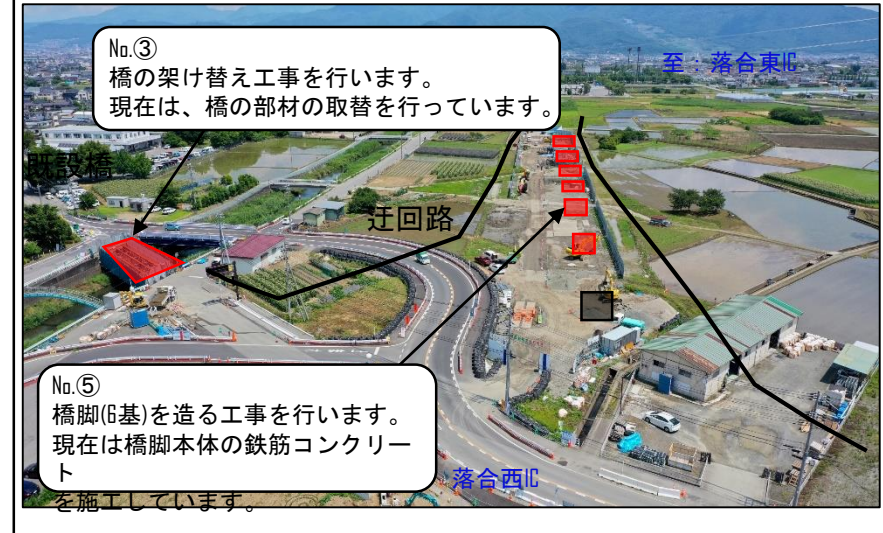 No.③
橋の架け替え工事を行います。
現在は、橋の部材の取替を行っています。
至：落合東IC
既設橋
迂回路
No.⑤
橋脚(6基)を造る工事を行います。
現在は橋脚本体の鉄筋コンクリー
ト
を施工しています。
落合西IC